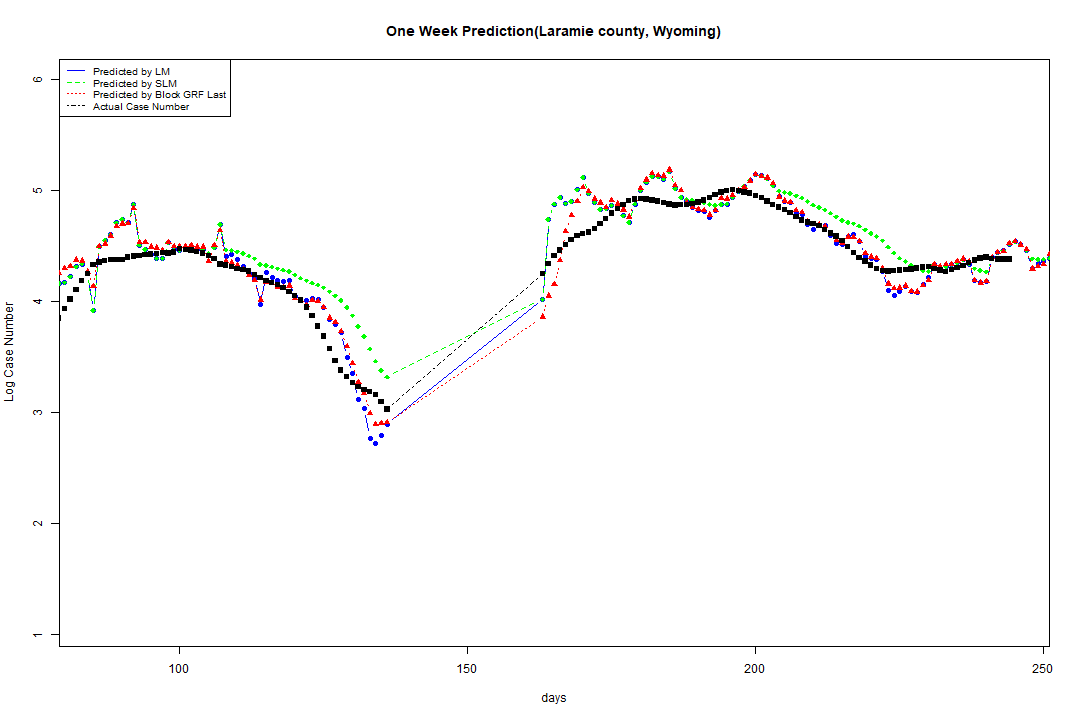 One Week Prediction(Laramie county, Wyoming)
Predicted by LM
Predicted by SLM
Predicted by Block GRF Last
Actual Case Number
6
5
4
3
2
1
Log Case Number
100
150
200
250
days